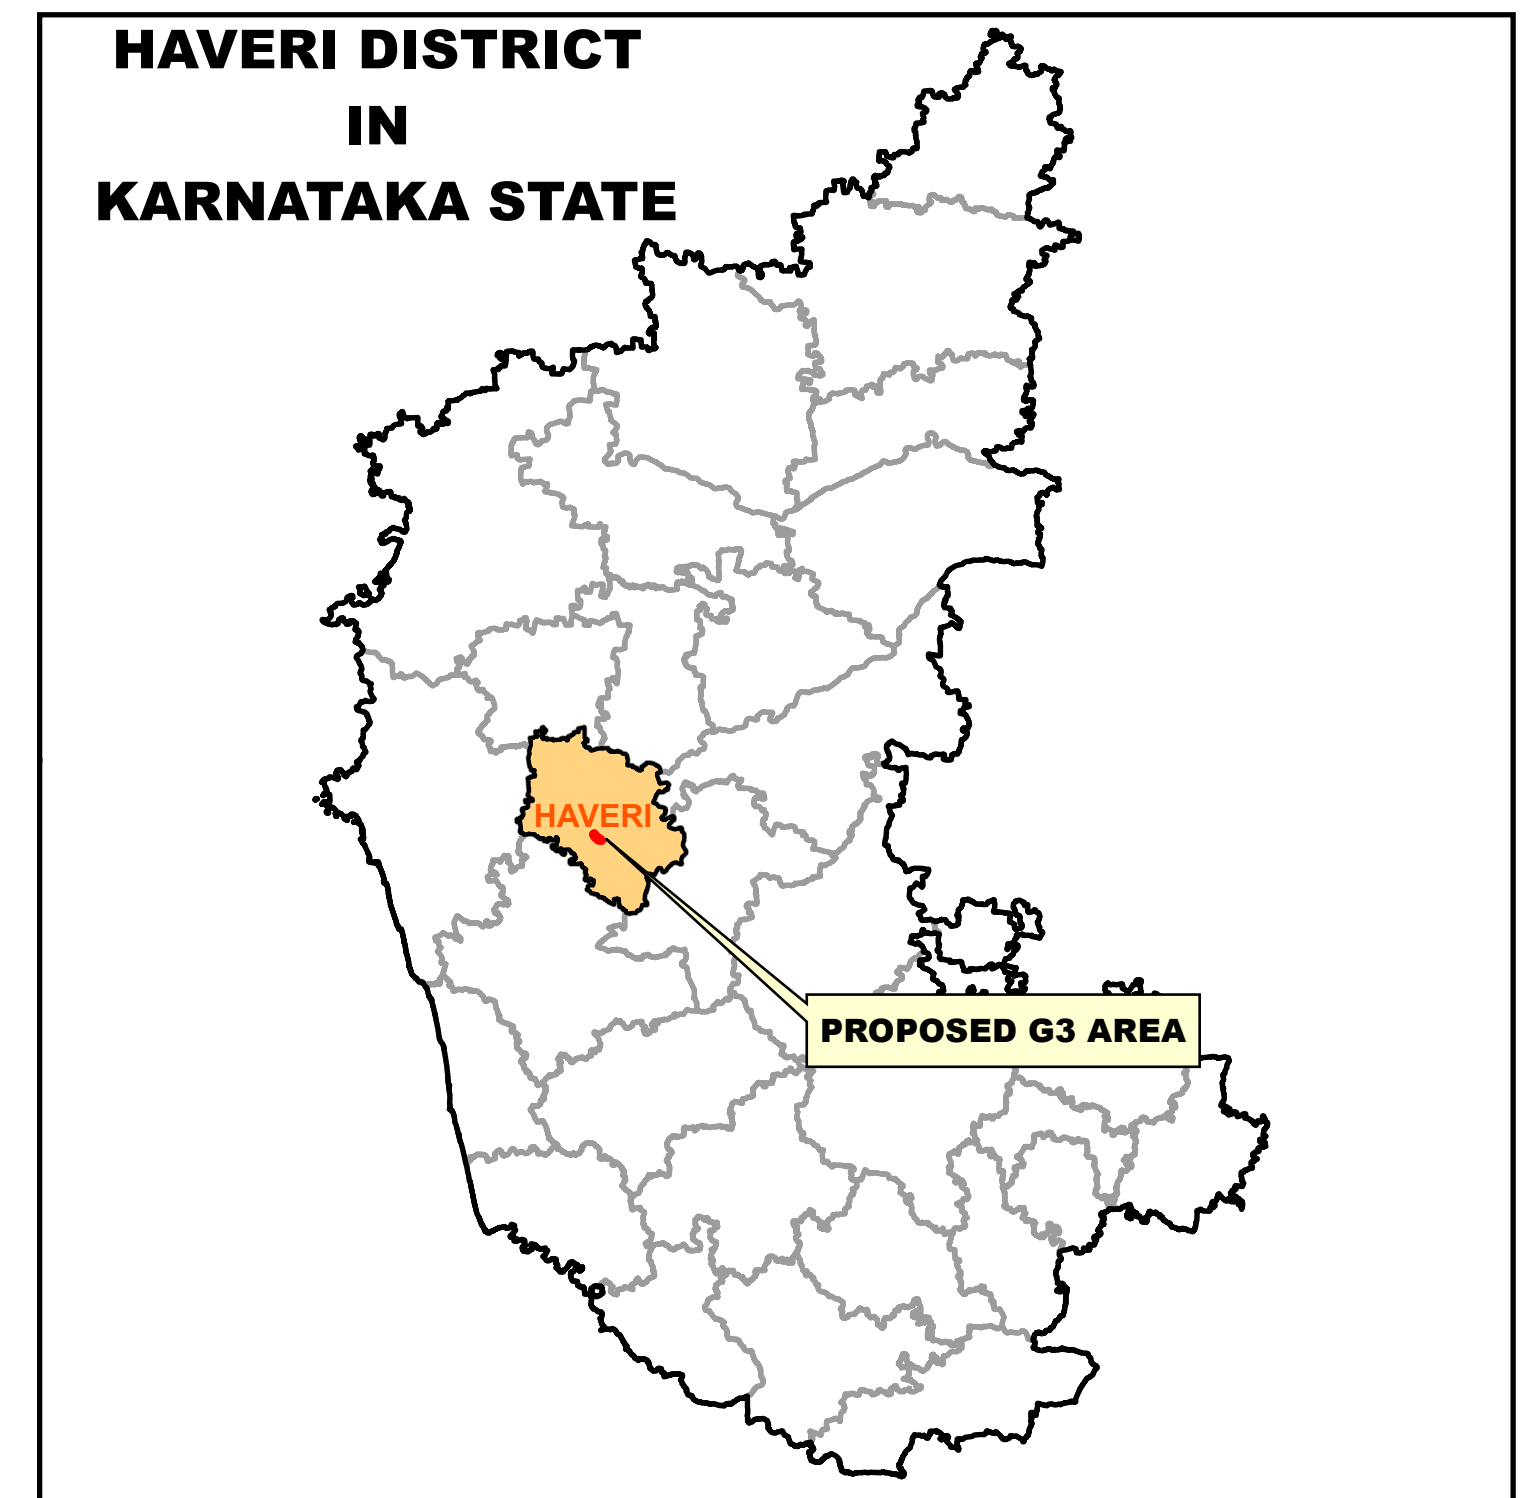 HAVERI DISTRICT
IN
KARNATAKA STATE
HAVERI
PROPOSED G3 AREA